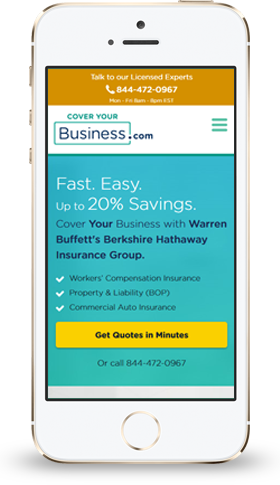 Talk to our Licensed Experts
844-472-0967
Mon - Fri 8am - 8pm EST
COVER YOUR
Business.com
Fast. Easy.
Up to 20% Savings.
Cover Your Business with Warren
Buffett's Berkshire Hathaway
Insurance Group.
Workers' Compensation Insurance
Property & Liability (BOP)
Commercial Auto Insurance
Get Quotes in Minutes
Or call 844-472-0967